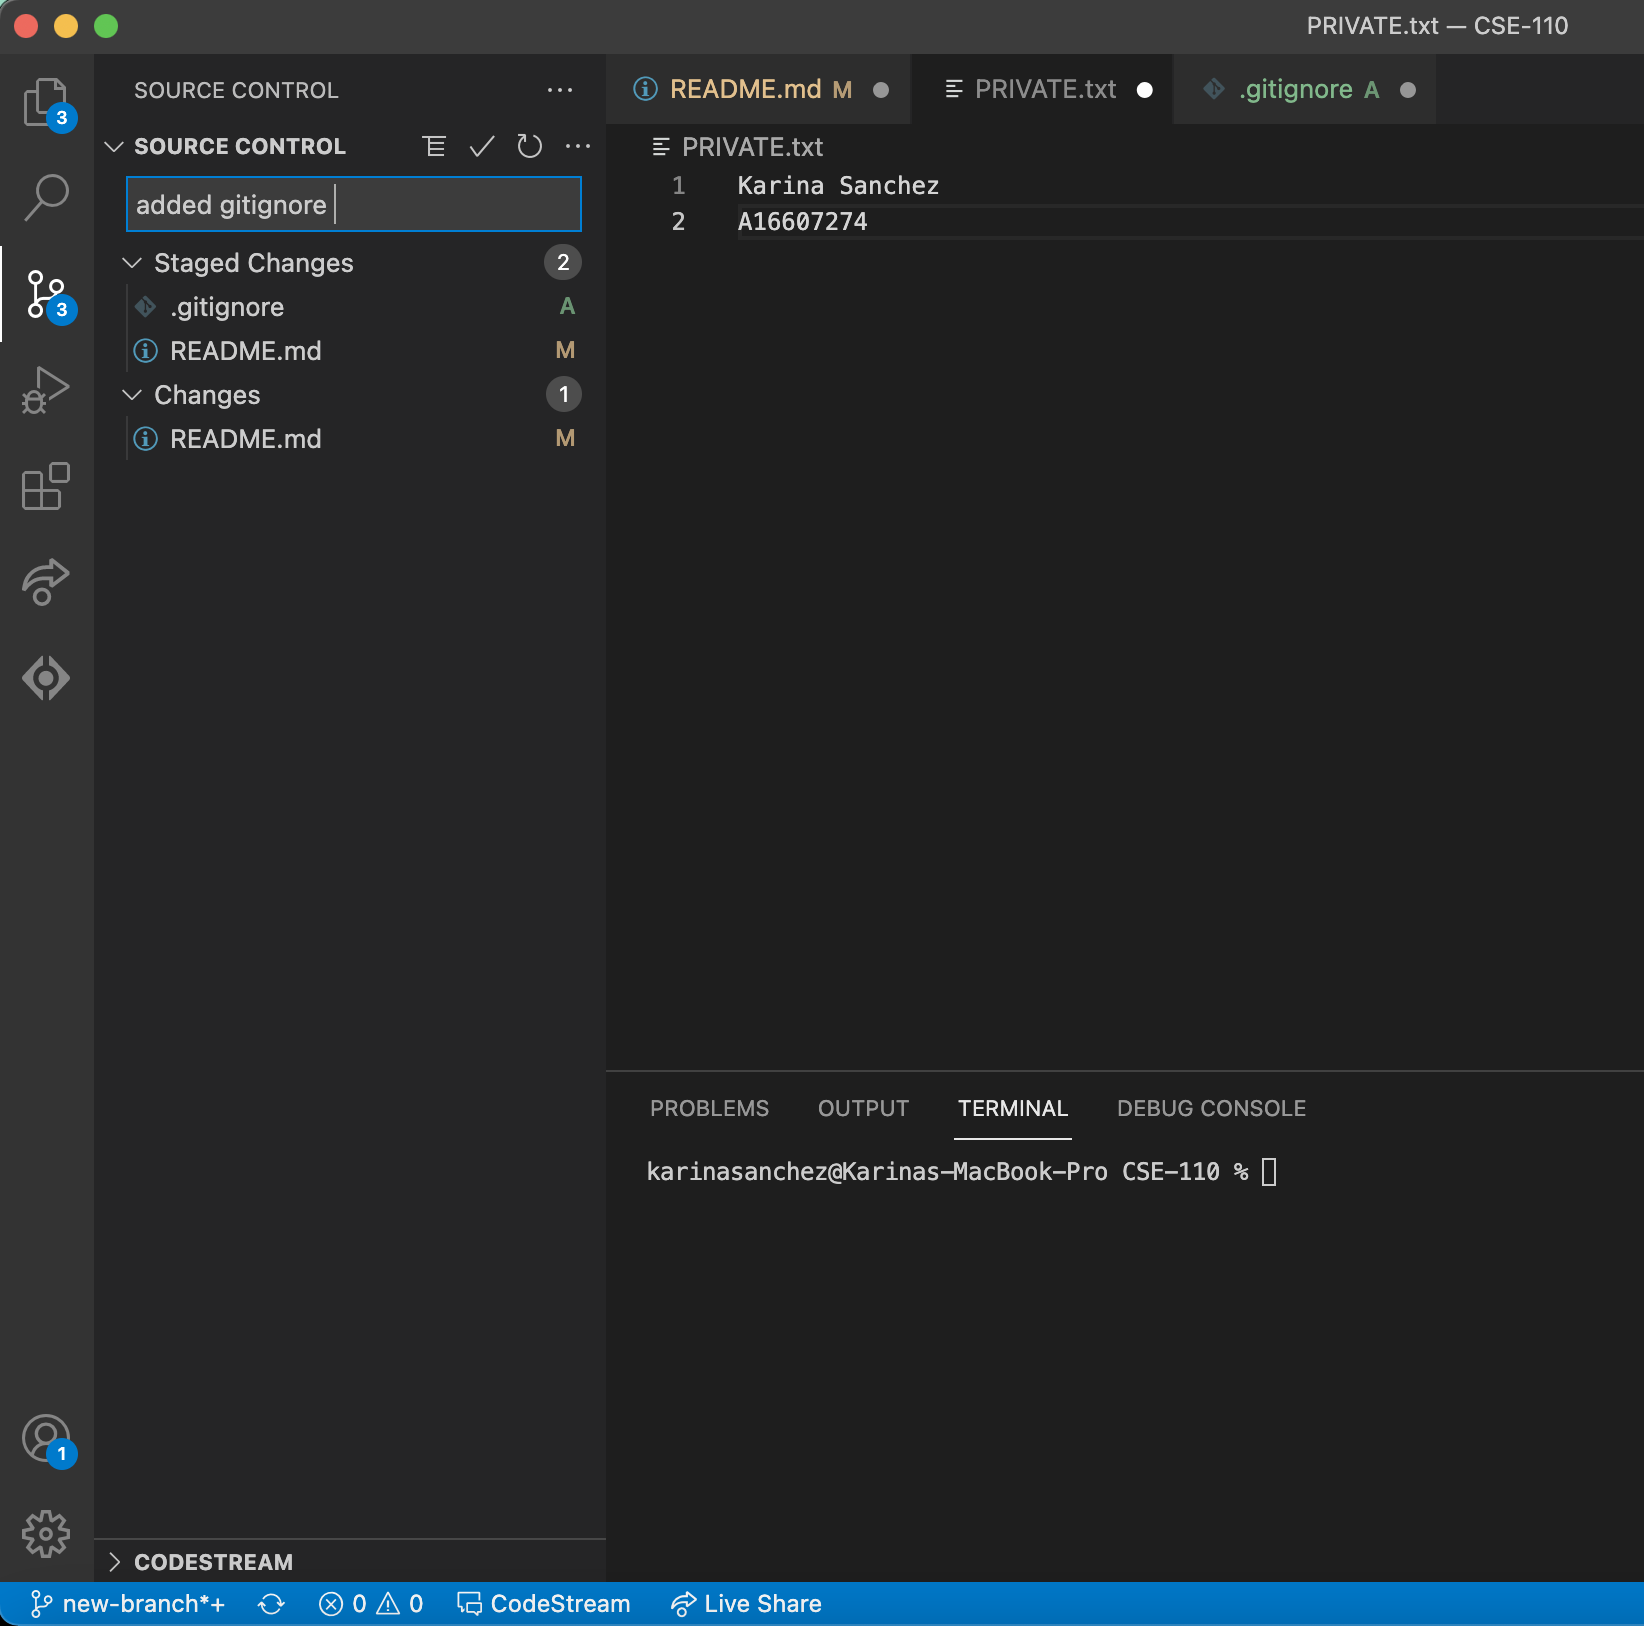 PRIVATE.txt — CSE-110
SOURCE CONTROL
README.md M
PRIVATE.txt
.gitignore A
3
SOURCE CONTROL
PRIVATE.txt
added gitignore
1 Karina Sanchez
2 A16607274
Staged Changes 2
.gitignore A
3
README.md M
Changes 1
README.md M
PROBLEMS OUTPUT TERMINAL DEBUG CONSOLE
karinasanchez@Karinas-MacBook-Pro CSE-110 %
1
CODESTREAM
new-branch*+ 0 0 CodeStream Live Share